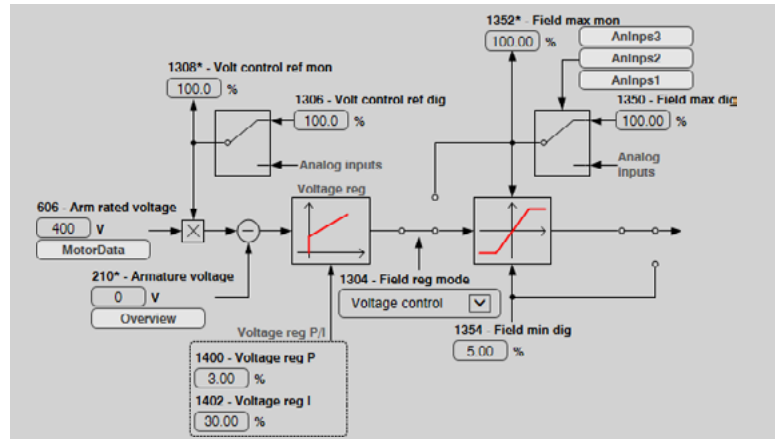 1352* - Field max mon
100.00 %
AnInpe3
AnInps2
AnInps1
1308* - Volt control ref mon
100.0 %
1306 - Volt control ref dig
100.0 %
1350 - Field max dig
100.00 %
Analog inputs
Analog
inputs
Voltage reg
606 - Arm rated voltage
400 V
MotorData
X
210* - Armature voltage
0 V
Overview
1304 - Field reg mode
Voltage control
Voltage reg P/I
1354 - Field min dig
5.00 %
1400 - Voltage reg P
3.00 %
1402 - Voltage reg I
30.00 %